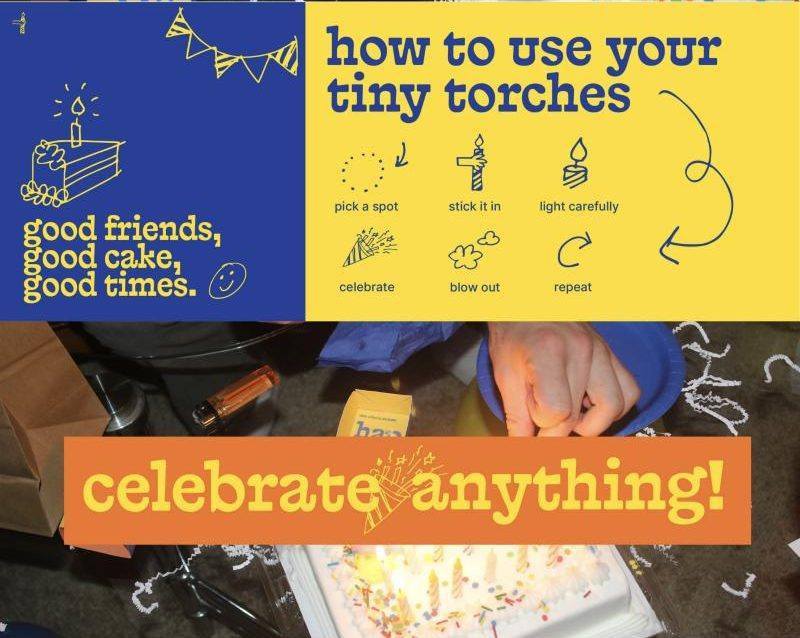 good friends,
good cake,
good times.
how to use your
tiny torches
pick a spot
stick it in
light carefully
celebrate
blow out
repeat
celebrate anything!